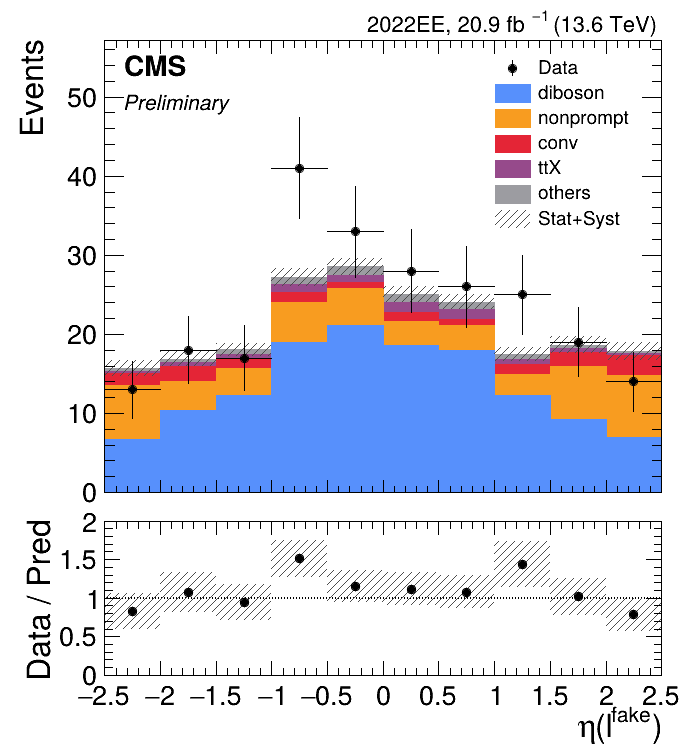 2022EE, 20.9 fb⁻¹ (13.6 TeV)
Events
CMS
Preliminary
Data
diboson
nonprompt
conv
ttX
others
Stat+Syst
50
40
30
20
10
0
Data / Pred
2
1.5
1
0.5
0
−2.5 −2 −1.5 −1 −0.5 0 0.5 1 1.5 2 2.5
η(l^fake)